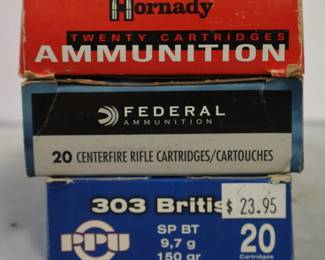 Hornady
TWENTY CARTRIDGES
AMMUNITION
FEDERAL
AMMUNITION
20 CENTERFIRE RIFLE CARTRIDGES/CARTOUCHES
303 Britis
$ 23.95
PPU
SP BT
9,7 g
150 gr
20
Cartridges